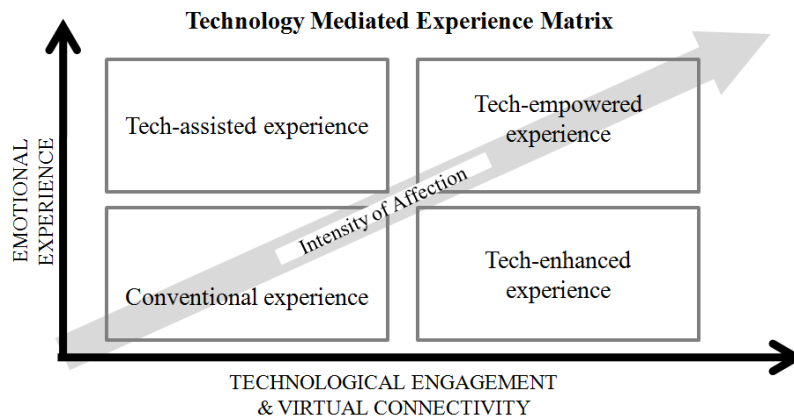 Technology Mediated Experience Matrix
EMOTIONAL
EXPERIENCE
Tech-assisted experience
Tech-empowered
experience
Intensity of Affection
Conventional experience
Tech-enhanced
experience
TECHNOLOGICAL ENGAGEMENT
& VIRTUAL CONNECTIVITY